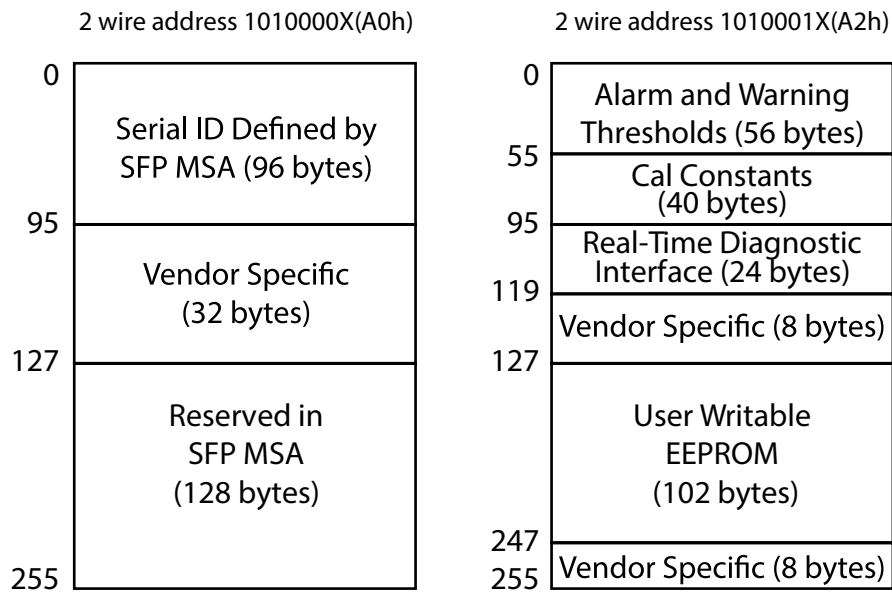 2 wire address 1010000X(A0h)
0
Serial ID Defined by
SFP MSA (96 bytes)
95
Vendor Specific
(32 bytes)
127
Reserved in
SFP MSA
(128 bytes)
255
2 wire address 1010001X(A2h)
0
Alarm and Warning
Thresholds (56 bytes)
55
Cal Constants
(40 bytes)
95
Real-Time Diagnostic
Interface (24 bytes)
119
Vendor Specific (8 bytes)
127
User Writable
EEPROM
(102 bytes)
247
Vendor Specific (8 bytes)
255